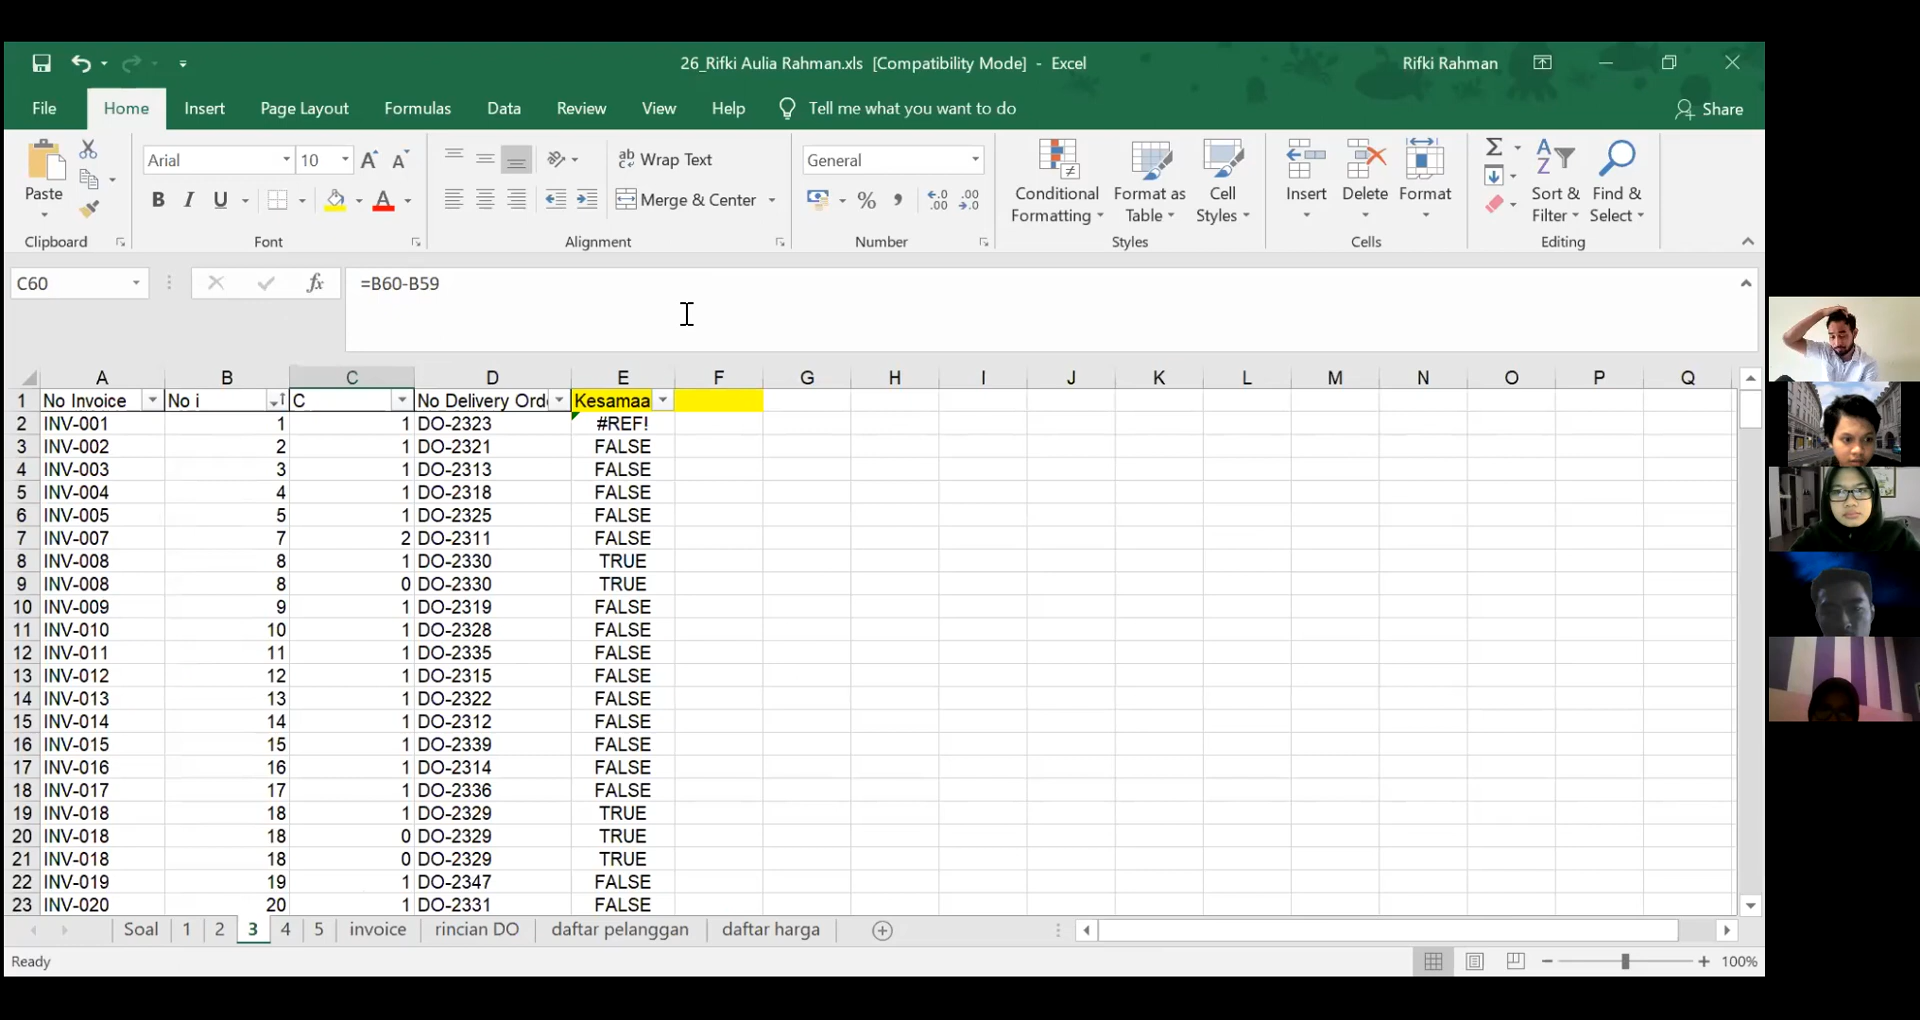 26_Rifki Aulia Rahman.xls [Compatibility Mode] - Excel
Rifki Rahman
File Home Insert Page Layout Formulas Data Review View Help Tell me what you want to do Share
Arial 10
Wrap Text
General
Paste
B I U
Merge & Center
% ,
Conditional Formatting
Format as Table
Cell Styles
Insert Delete Format
Sort & Filter
Find & Select
Clipboard Font Alignment Number Styles Cells Editing
C60 fx =B60-B59
A B C D E F G H I J K L M N O P Q
1 No Invoice No i C No Delivery Ord Kesamaa
2 INV-001 1 1 DO-2323 #REF!
3 INV-002 2 1 DO-2321 FALSE
4 INV-003 3 1 DO-2313 FALSE
5 INV-004 4 1 DO-2318 FALSE
6 INV-005 5 1 DO-2325 FALSE
7 INV-007 7 2 DO-2311 FALSE
8 INV-008 8 1 DO-2330 TRUE
9 INV-008 8 0 DO-2330 TRUE
10 INV-009 9 1 DO-2319 FALSE
11 INV-010 10 1 DO-2328 FALSE
12 INV-011 11 1 DO-2335 FALSE
13 INV-012 12 1 DO-2315 FALSE
14 INV-013 13 1 DO-2322 FALSE
15 INV-014 14 1 DO-2312 FALSE
16 INV-015 15 1 DO-2339 FALSE
17 INV-016 16 1 DO-2314 FALSE
18 INV-017 17 1 DO-2336 FALSE
19 INV-018 18 1 DO-2329 TRUE
20 INV-018 18 0 DO-2329 TRUE
21 INV-018 18 0 DO-2329 TRUE
22 INV-019 19 1 DO-2347 FALSE
23 INV-020 20 1 DO-2331 FALSE
Soal 1 2 3 4 5 invoice rincian DO daftar pelanggan daftar harga
Ready
100%